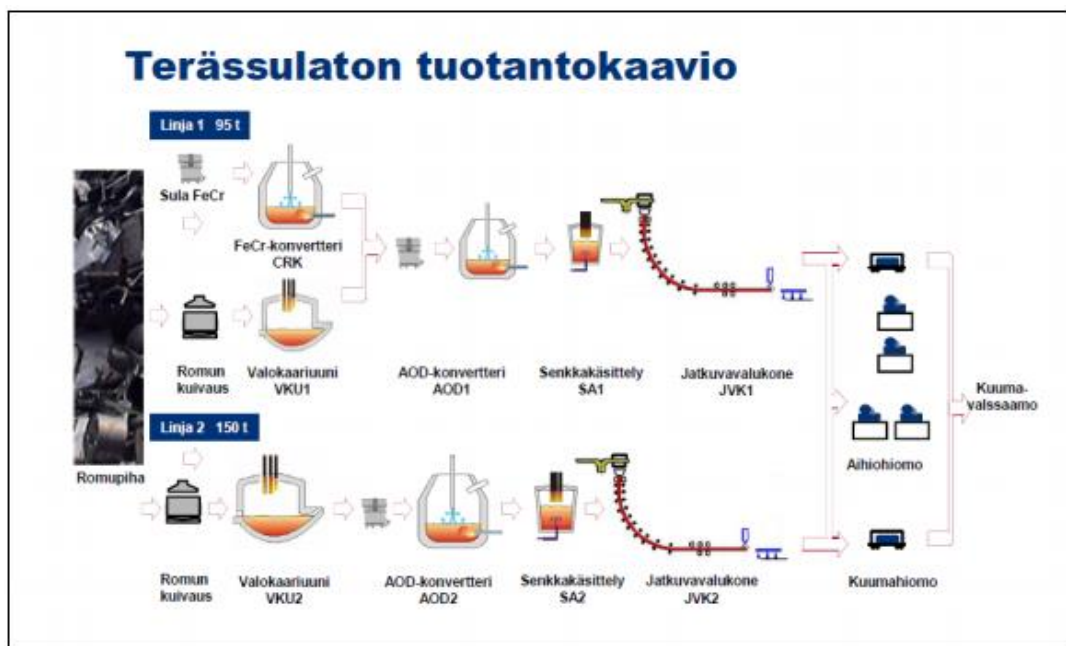 Terässulaton tuotantokaavio
Linja 1 95 t
Sula FeCr
FeCr-konvertteri
CRK
Romun
kuivaus
Valokaariuuni
VKU1
AOD-konvertteri
AOD1
Senkkakäsittely
SA1
Jatkuvavalukone
JVK1
Kuuma-
valssaamo
Linja 2 150 t
Romupiha
Aihiohiomo
Romun
kuivaus
Valokaariuuni
VKU2
AOD-konvertteri
AOD2
Senkkakäsittely
SA2
Jatkuvavalukone
JVK2
Kuumahiomo